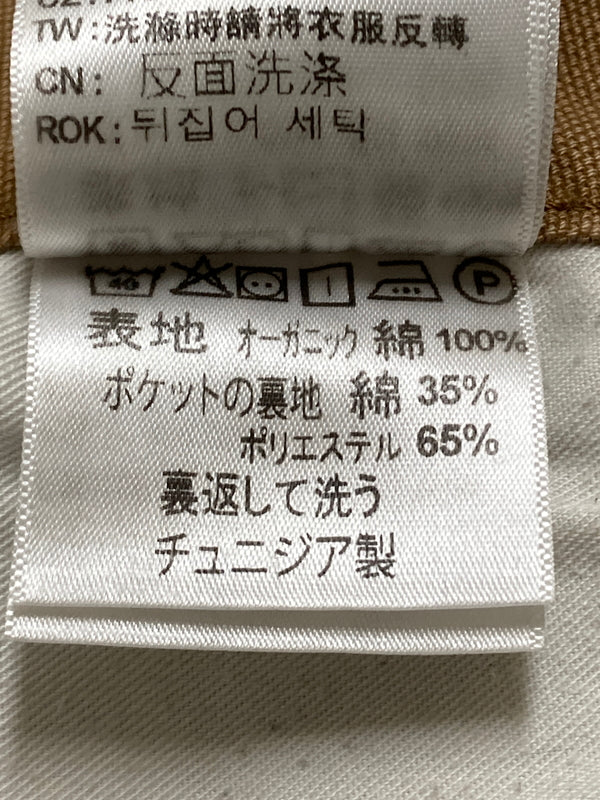 TW:洗滌時請將衣服反轉
CN: 反面洗涤
ROK:뒤집어 세탁
40 P
表地 オーガニック 綿 100%
ポケットの裏地 綿 35%
ポリエステル 65%
裏返して洗う
チュニジア製